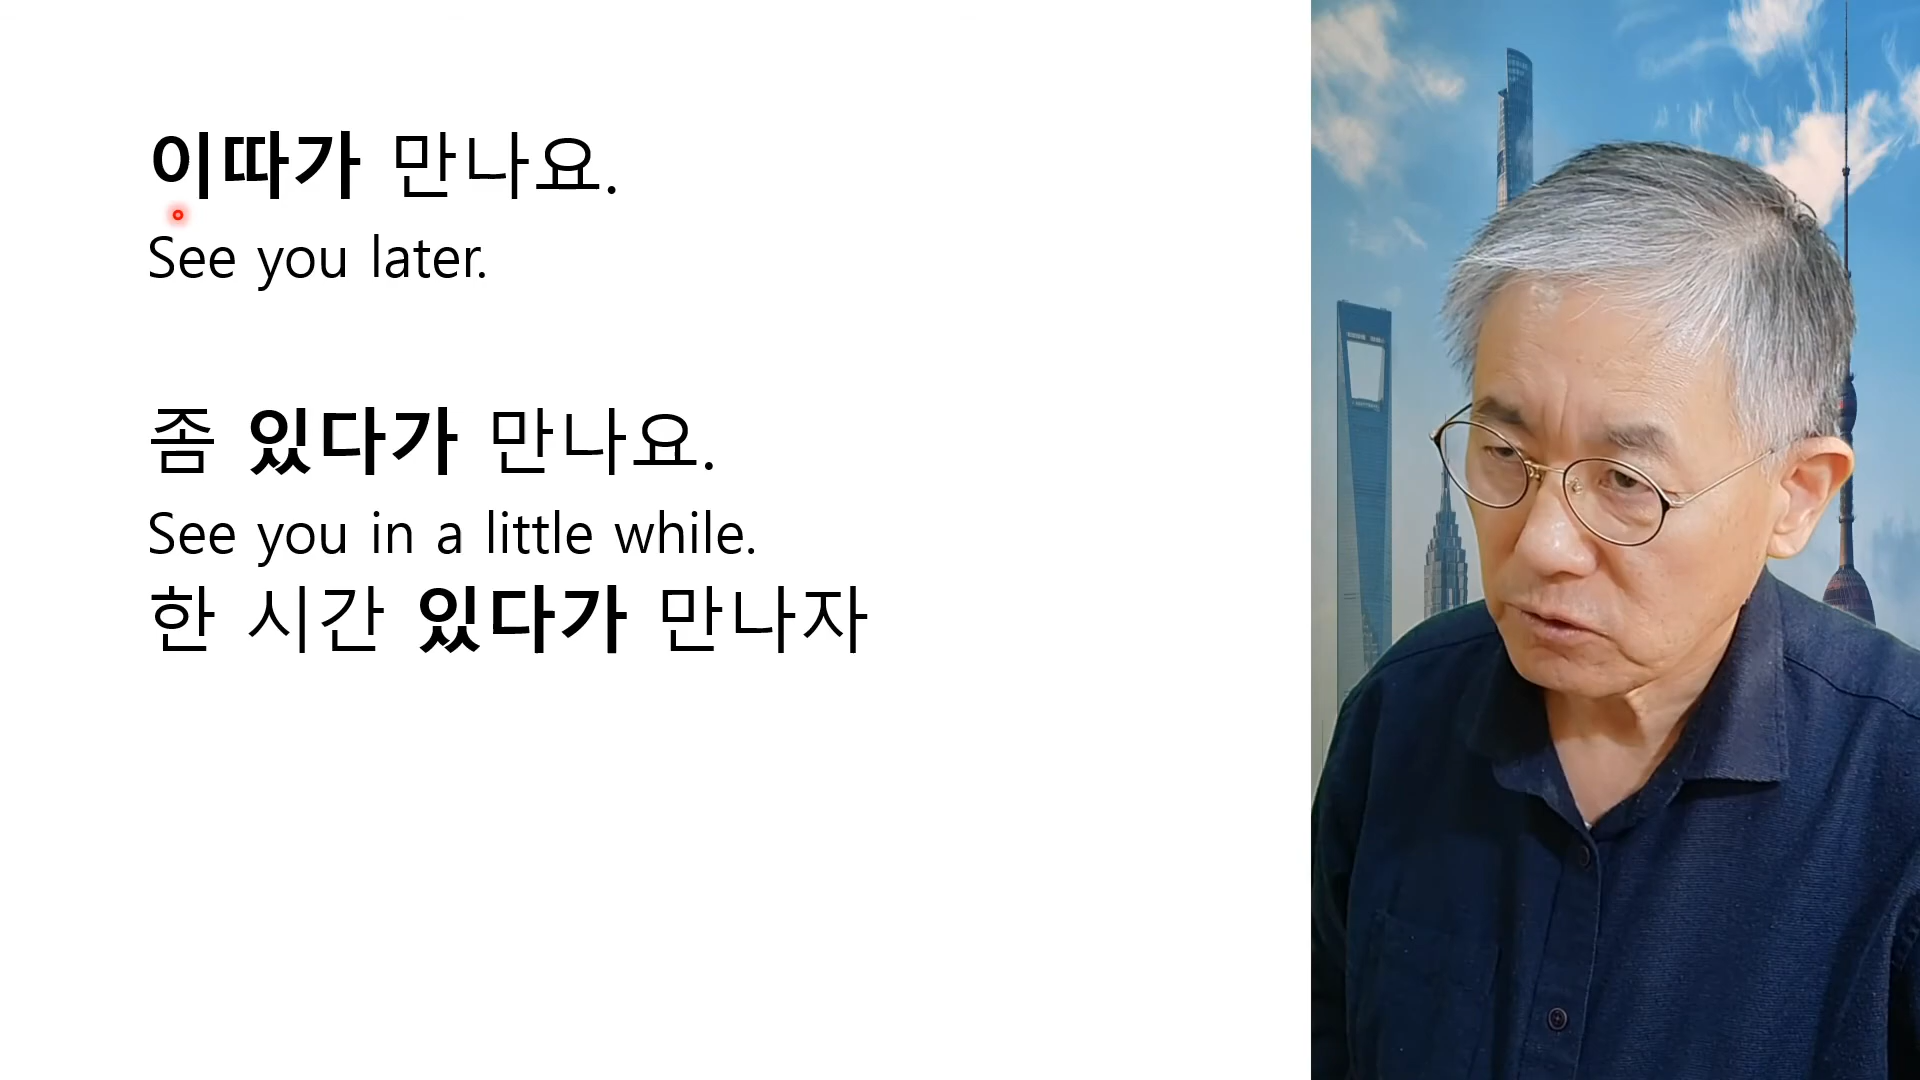 이따가 만나요.
See you later.
좀 있다가 만나요.
See you in a little while.
한 시간 있다가 만나자